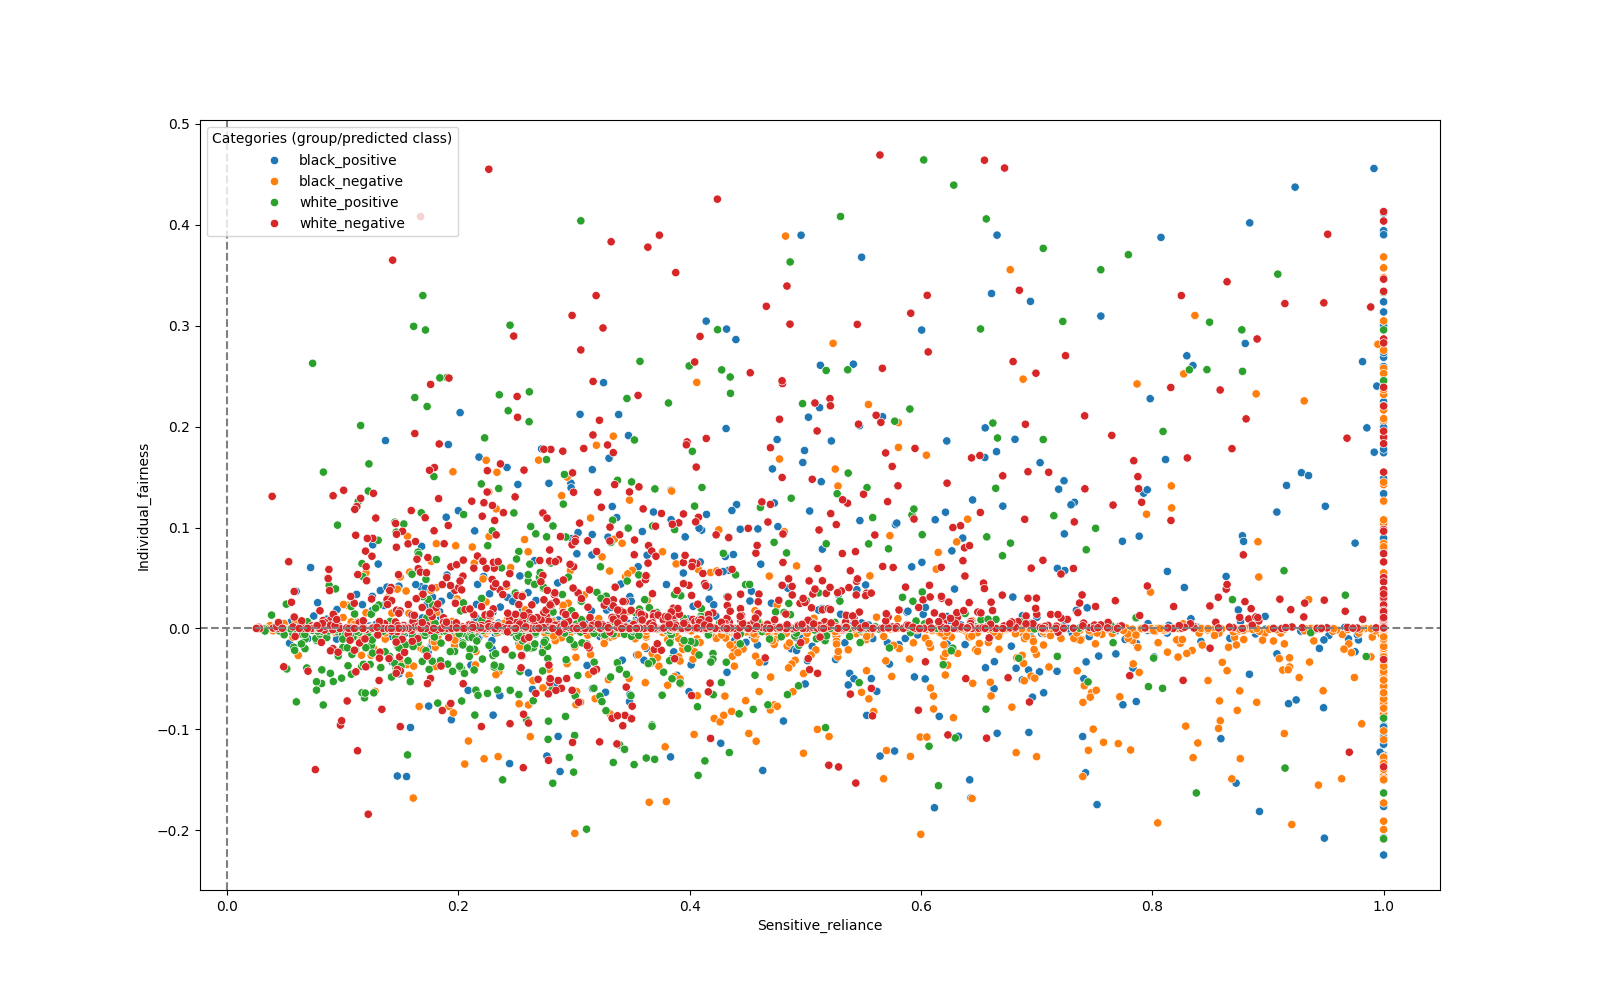 Categories (group/predicted class)
black_positive
black_negative
white_positive
white_negative
0.5
0.4
0.3
0.2
0.1
0.0
−0.1
−0.2
Individual_fairness
0.0 0.2 0.4 0.6 0.8 1.0
Sensitive_reliance